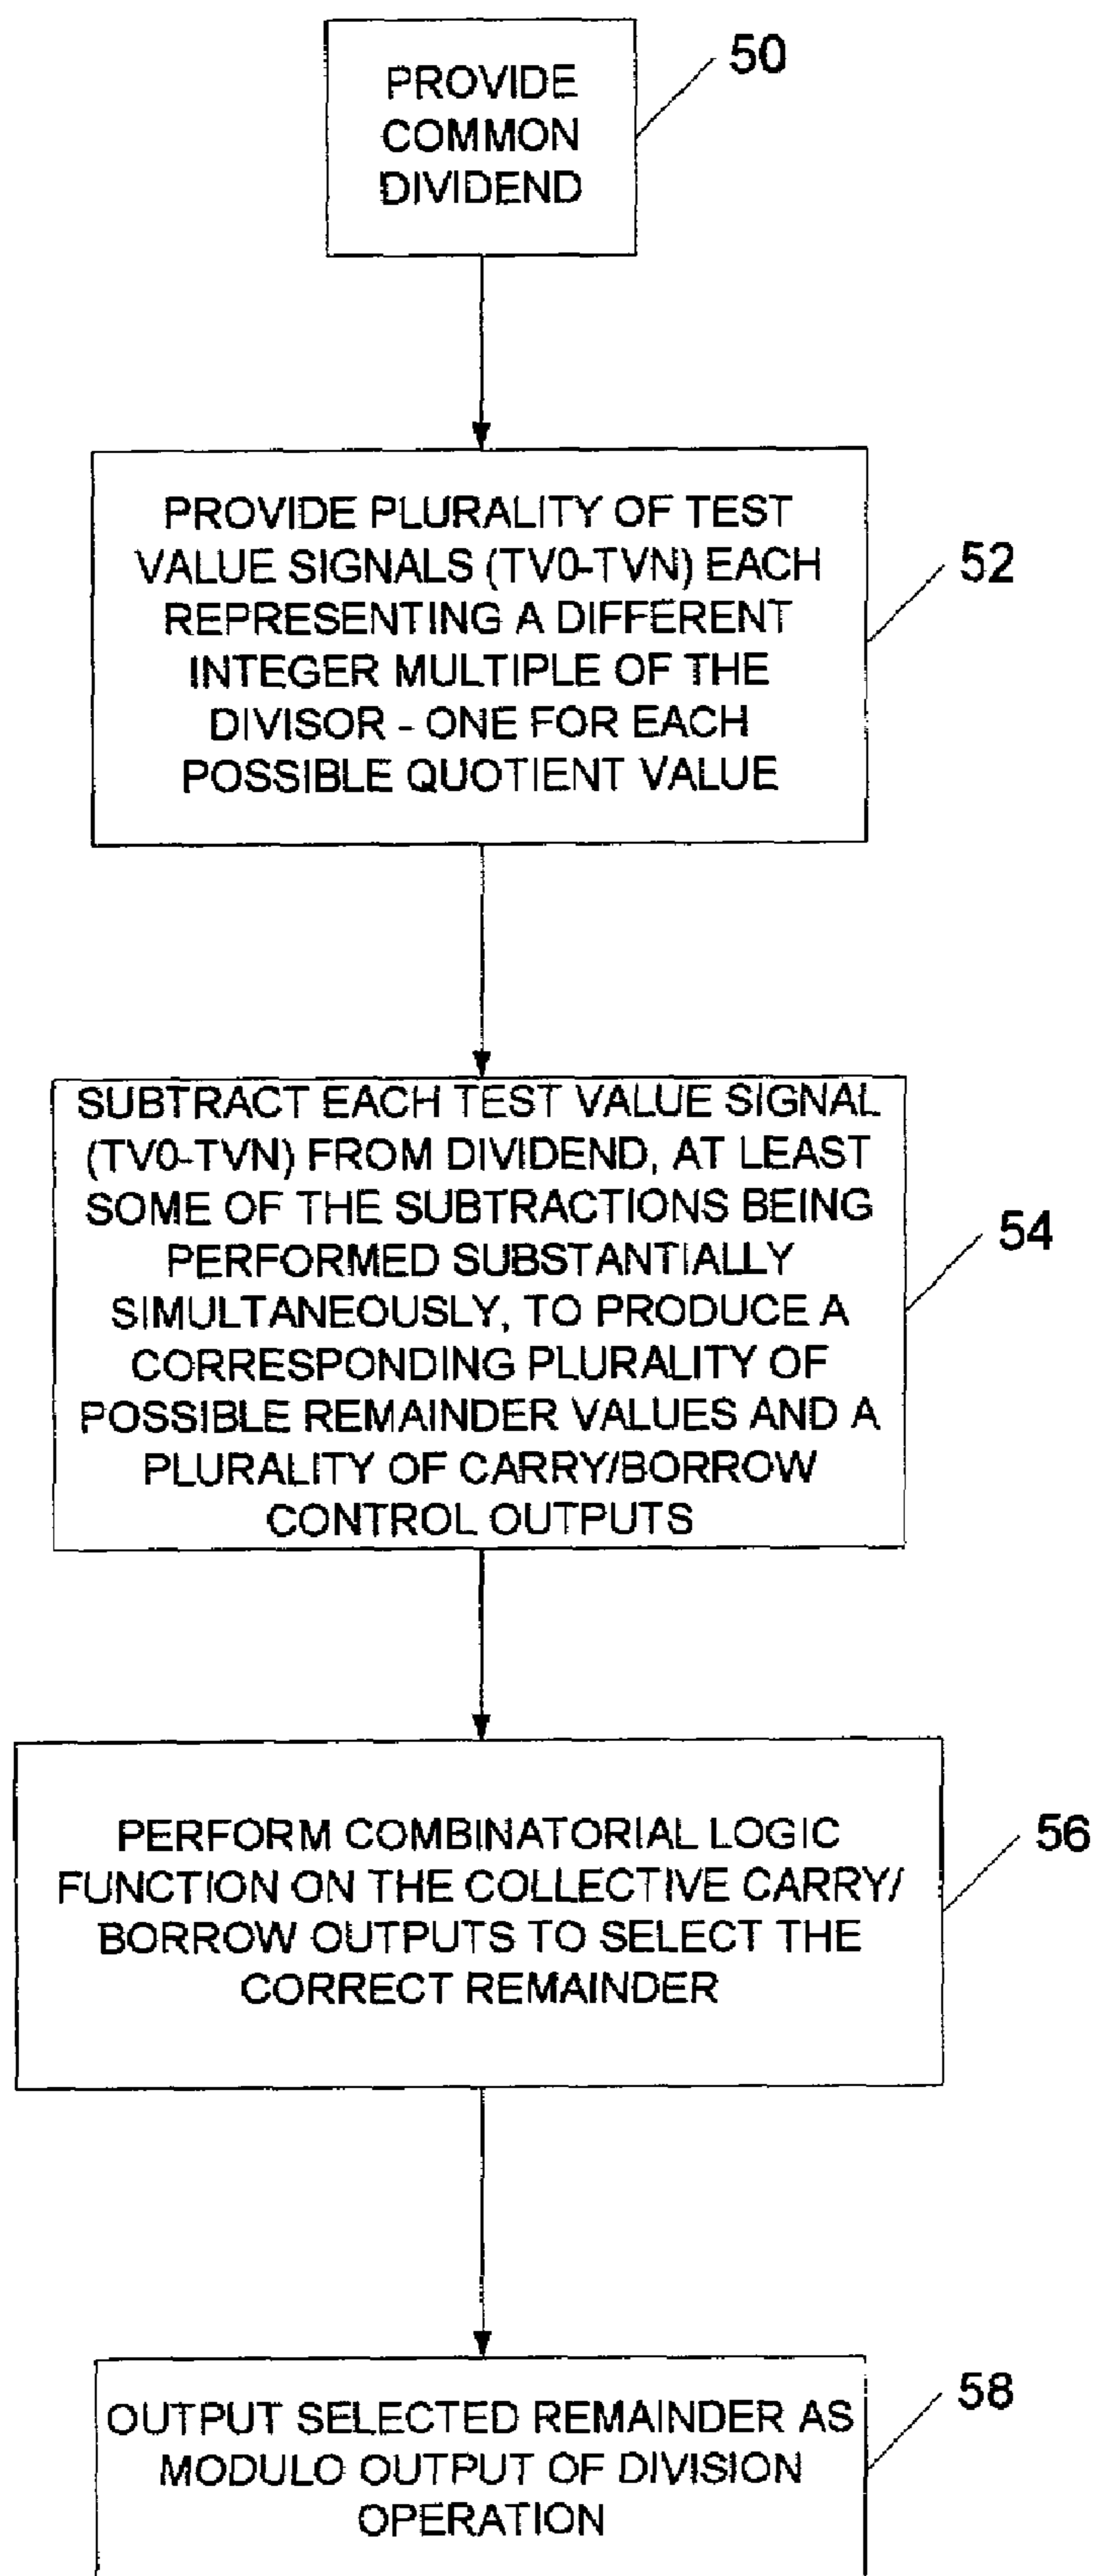 PROVIDE
COMMON
DIVIDEND
50
PROVIDE PLURALITY OF TEST
VALUE SIGNALS (TV0-TVN) EACH
REPRESENTING A DIFFERENT
INTEGER MULTIPLE OF THE
DIVISOR - ONE FOR EACH
POSSIBLE QUOTIENT VALUE
52
SUBTRACT EACH TEST VALUE SIGNAL
(TV0-TVN) FROM DIVIDEND, AT LEAST
SOME OF THE SUBTRACTIONS BEING
PERFORMED SUBSTANTIALLY
SIMULTANEOUSLY, TO PRODUCE A
CORRESPONDING PLURALITY OF
POSSIBLE REMAINDER VALUES AND A
PLURALITY OF CARRY/BORROW
CONTROL OUTPUTS
54
PERFORM COMBINATORIAL LOGIC
FUNCTION ON THE COLLECTIVE CARRY/
BORROW OUTPUTS TO SELECT THE
CORRECT REMAINDER
56
OUTPUT SELECTED REMAINDER AS
MODULO OUTPUT OF DIVISION
OPERATION
58